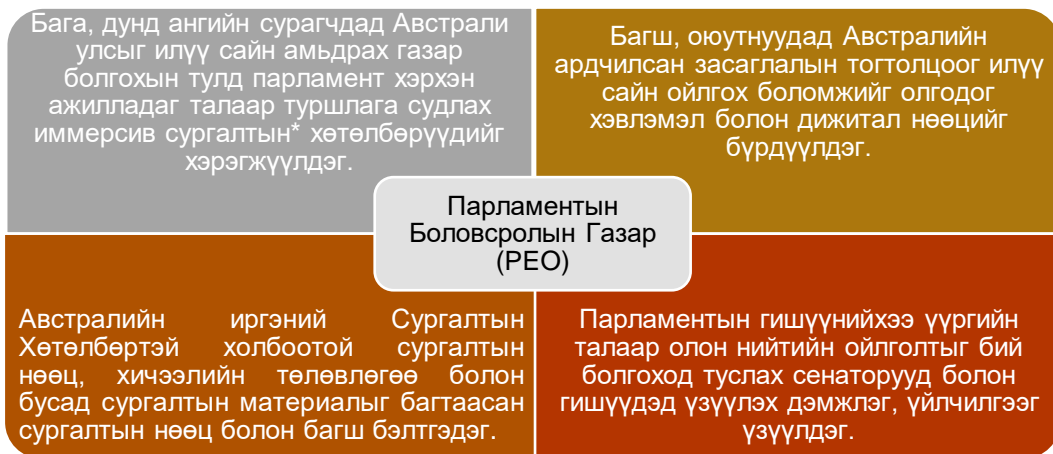 Бага, дунд ангийн сурагчдад Австрали
улсыг илүү сайн амьдрах газар
болгохын тулд парламент хэрхэн
ажилладаг талаар туршлага судлах
иммерсив сургалтын* хөтөлбөрүүдийг
хэрэгжүүлдэг.
Багш, оюутнуудад Австралийн
ардчилсан засаглалын тогтолцоог илүү
сайн ойлгох боломжийг олгодог
хэвлэмэл болон дижитал нөөцийг
бүрдүүлдэг.
Парламентын
Боловсролын Газар
(PEO)
Австралийн иргэний Сургалтын
Хөтөлбөртэй холбоотой сургалтын
нөөц, хичээлийн төлөвлөгөө болон
бусад сургалтын материалыг багтаасан
сургалтын нөөц болон багш бэлтгэдэг.
Парламентын гишүүнийхээ үүргийн
талаар олон нийтийн ойлголтыг бий
болгоход туслах сенаторууд болон
гишүүдэд үзүүлэх дэмжлэг, үйлчилгээг
үзүүлдэг.